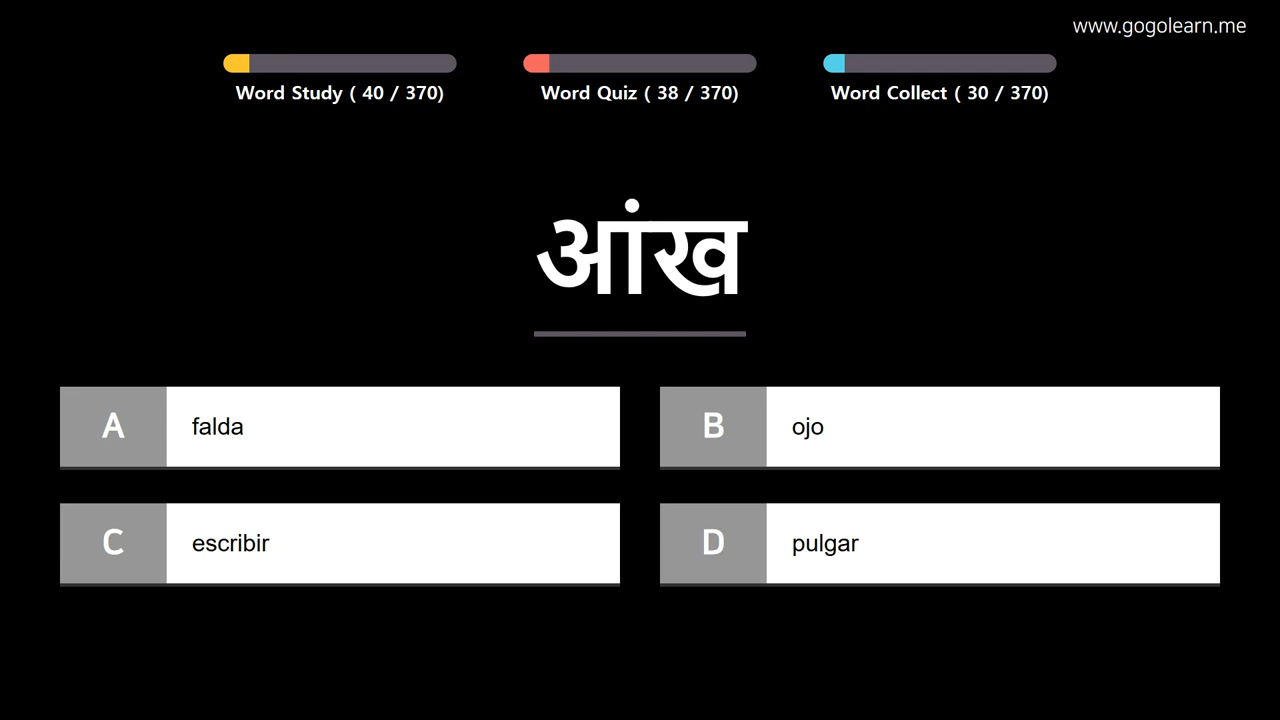 www.gogolearn.me
Word Study ( 40 / 370)
Word Quiz ( 38 / 370)
Word Collect ( 30 / 370)
आंख
A falda
B ojo
C escribir
D pulgar